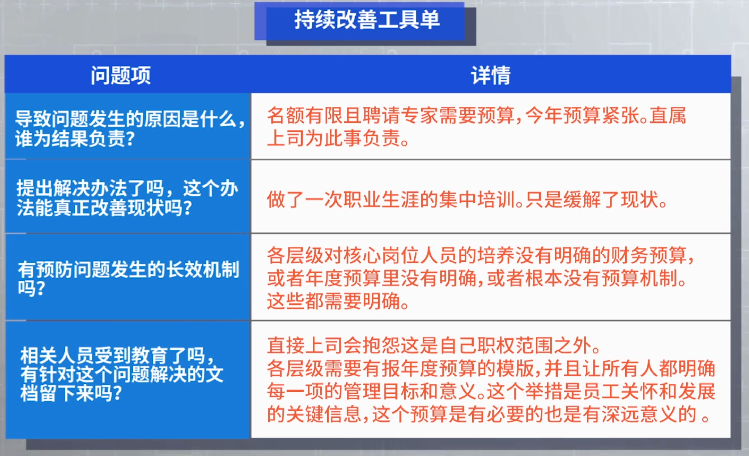 持续改善工具单
问题项
详情
导致问题发生的原因是什么，
谁为结果负责？
名额有限且聘请专家需要预算，今年预算紧张。直属
上司为此事负责。
提出解决办法了吗，这个办
法能真正改善现状吗？
做了一次职业生涯的集中培训。只是缓解了现状。
有预防问题发生的长效机制
吗？
各层级对核心岗位人员的培养没有明确的财务预算，
或者年度预算里没有明确，或者根本没有预算机制。
这些都需要明确。
相关人员受到教育了吗，
有针对这个问题解决的文
档留下来吗？
直接上司会抱怨这是自己职权范围之外。
各层级需要有报年度预算的模版，并且让所有人都明确
每一项的管理目标和意义。这个举措是员工关怀和发展
的关键信息，这个预算是有必要的也是有深远意义的 。